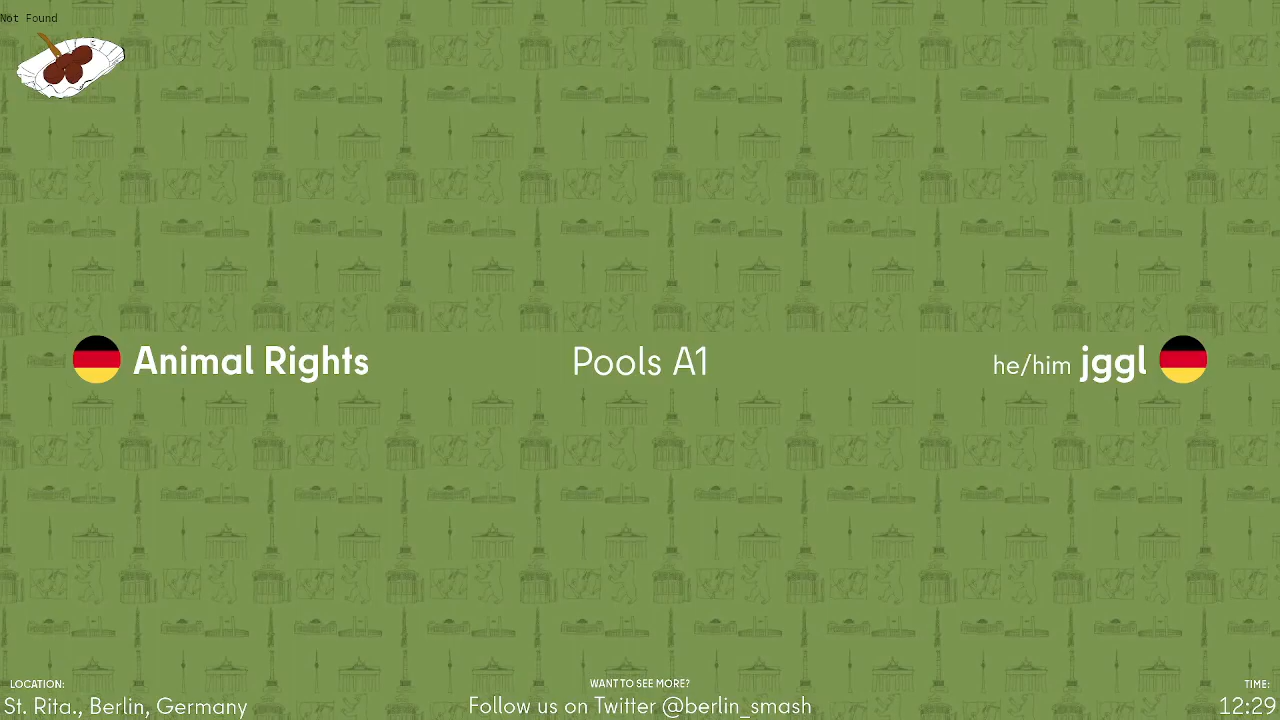 Not Found
Animal Rights
Pools A1
he/him jggl
LOCATION:
St. Rita., Berlin, Germany
WANT TO SEE MORE?
Follow us on Twitter @berlin_smash
TIME:
12:29